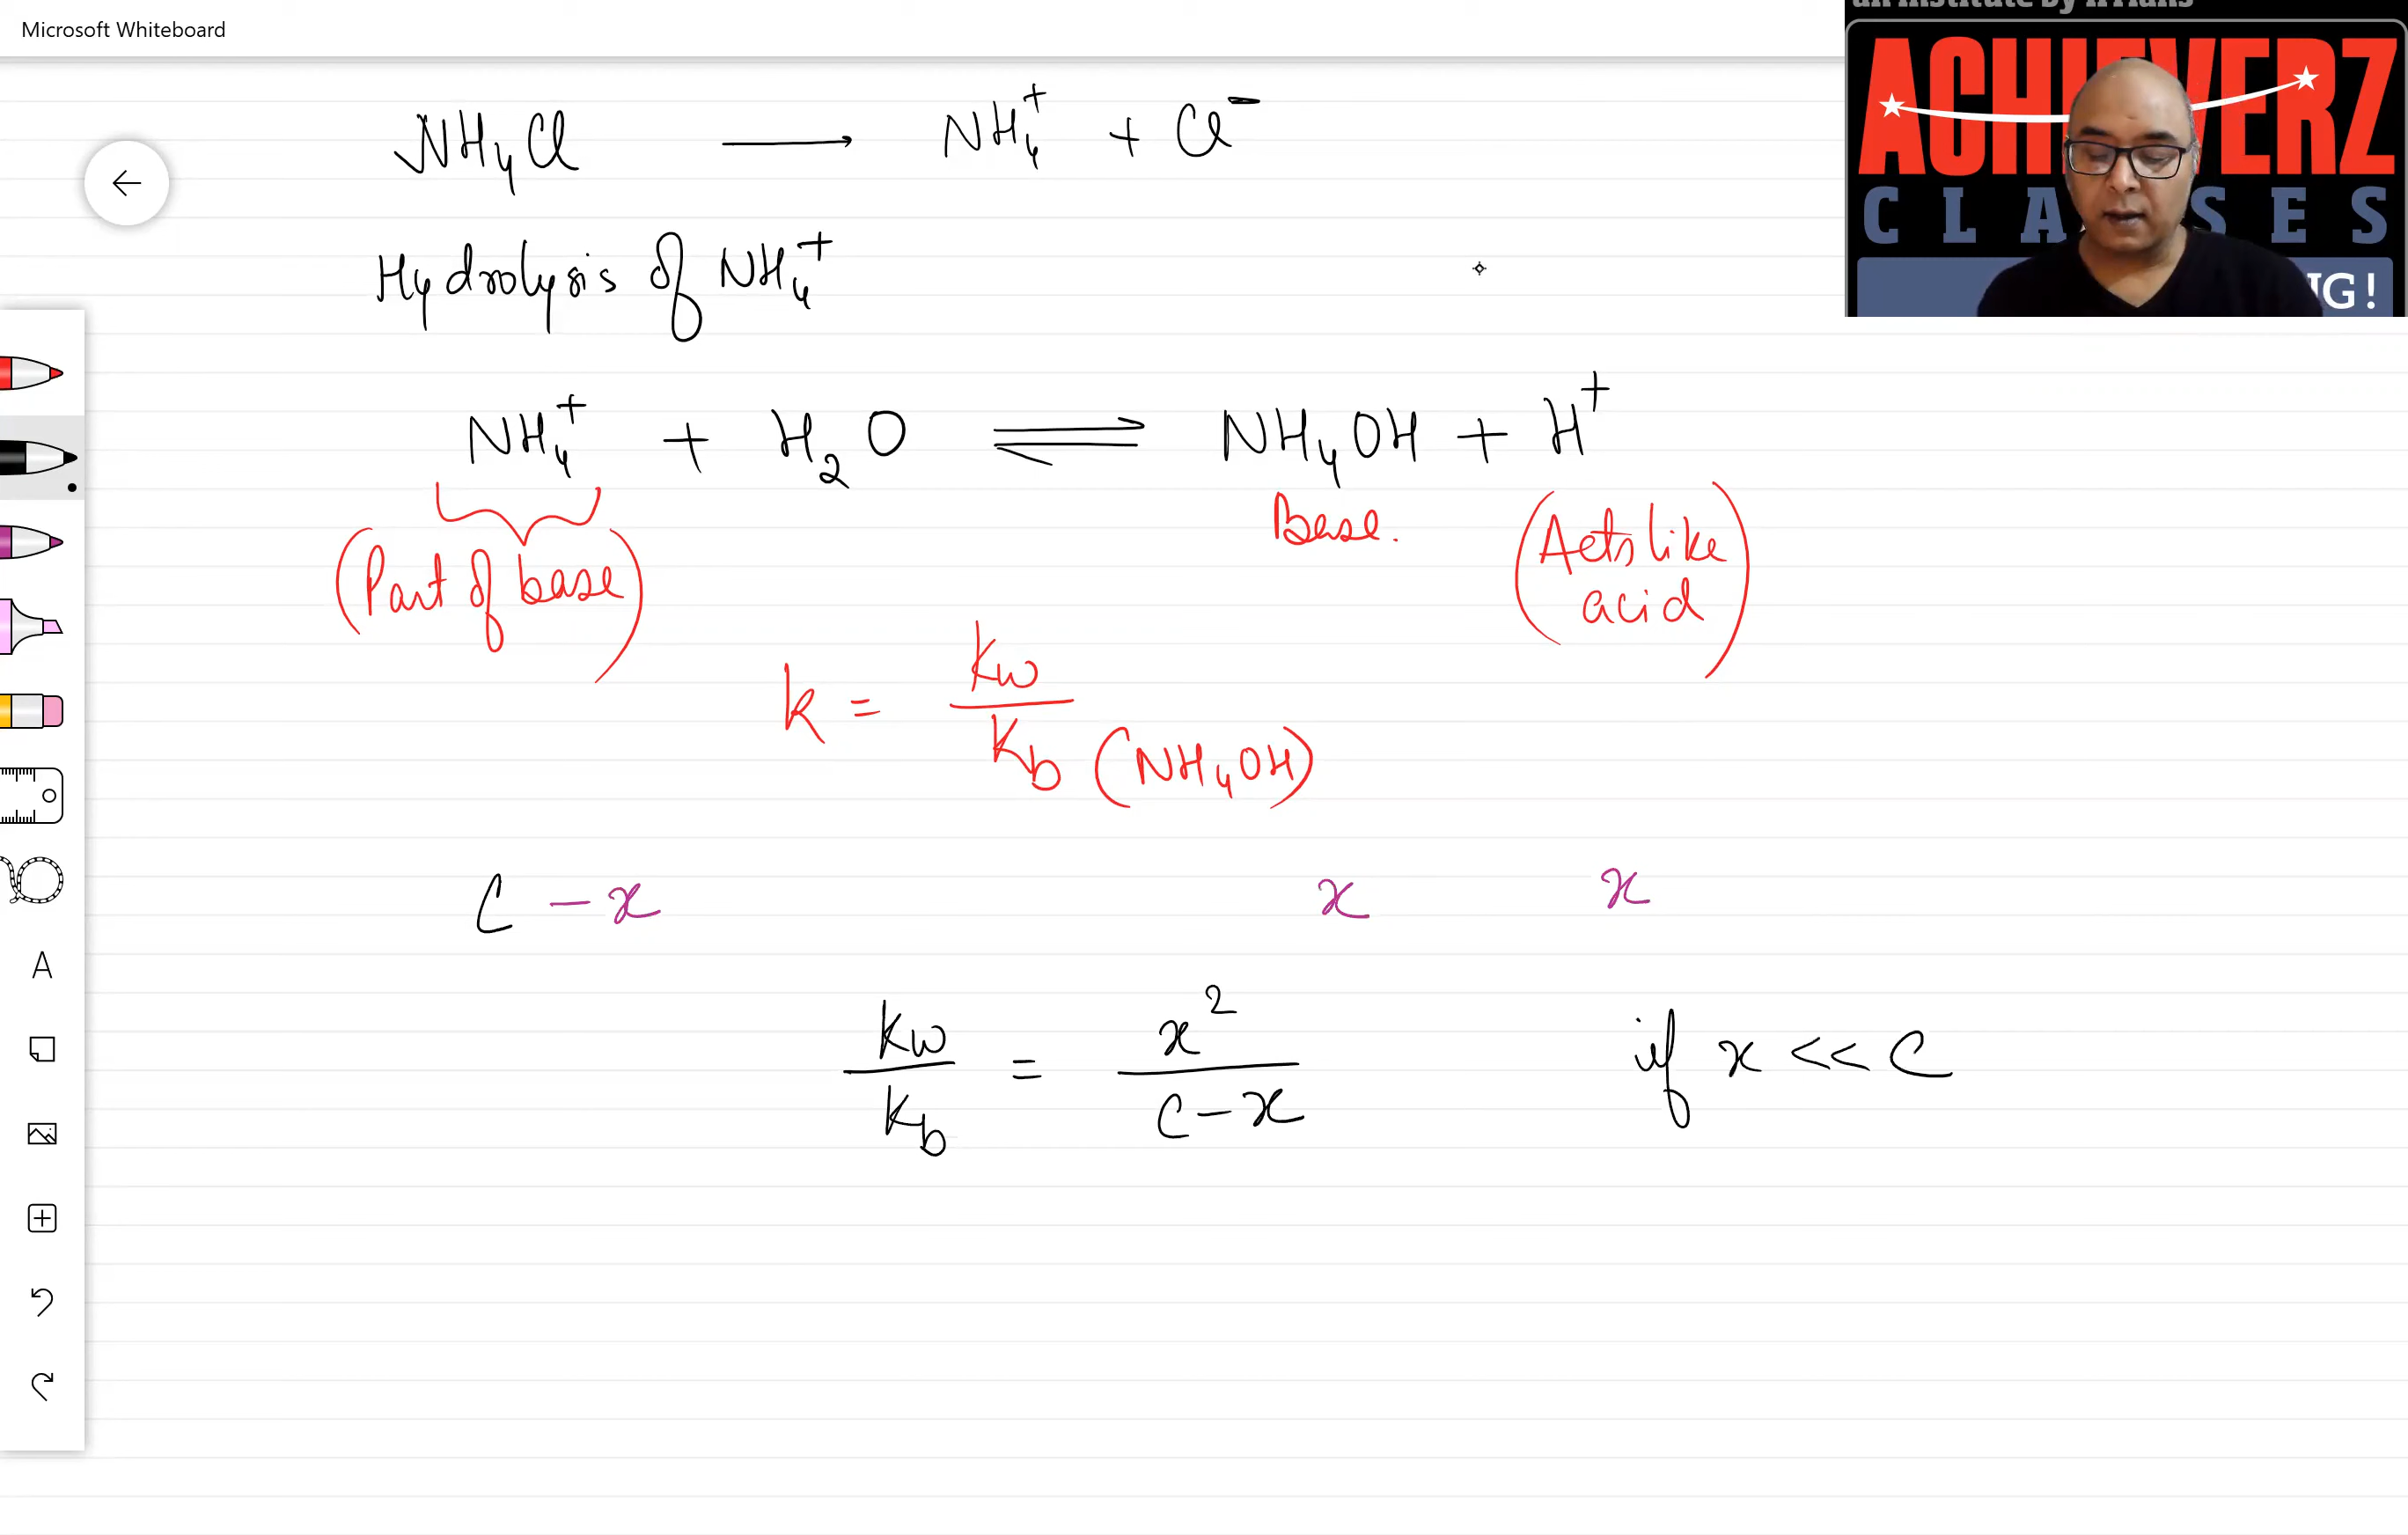 Microsoft Whiteboard
ACHIEVERZ
CLASSES
G!
NH₄Cl ⟶ NH₄⁺ + Cl⁻
Hydrolysis of NH₄⁺
NH₄⁺ + H₂O ⇌ NH₄OH + H⁺
(Part of base) Base. (Acts like acid)
k = Kw / Kb (NH₄OH)
C - x x x
Kw / Kb = x² / C - x if x << C
A